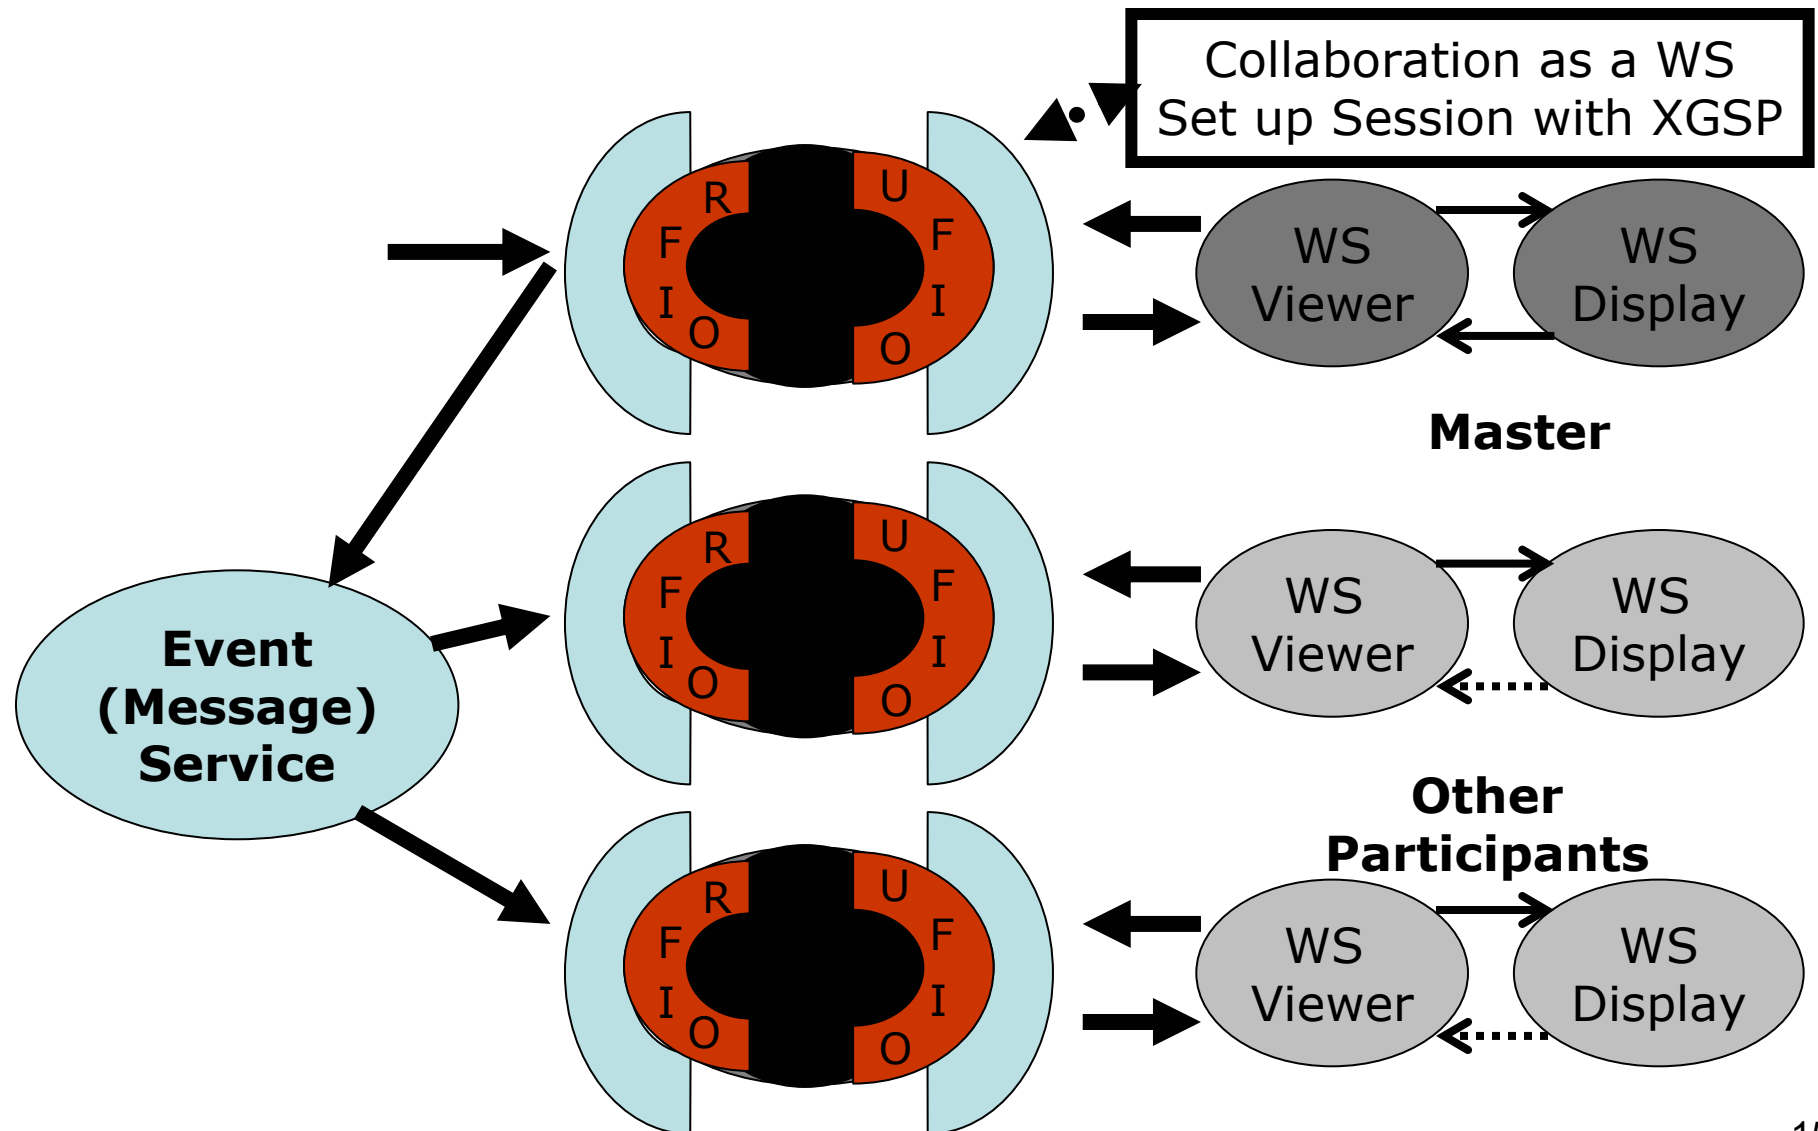 Collaboration as a WS
Set up Session with XGSP
R
F
I
O
U
F
I
O
WS
Viewer
WS
Display
Master
R
F
I
O
U
F
I
O
WS
Viewer
WS
Display
Event
(Message)
Service
Other
Participants
R
F
I
O
U
F
I
O
WS
Viewer
WS
Display